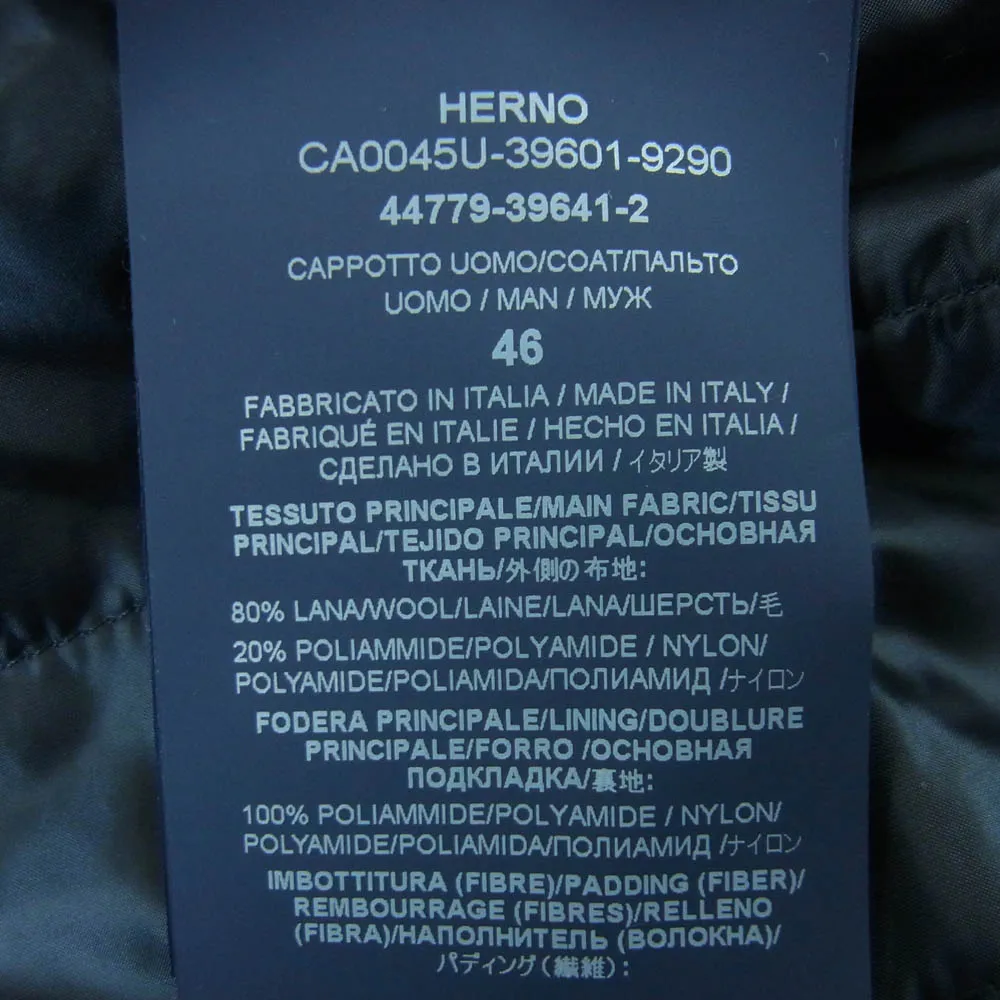 HERNO
CA0045U-39601-9290
44779-39641-2
CAPPOTTO UOMO/COAT/ПАЛЬТО
UOMO / MAN / МУЖ
46
FABBRICATO IN ITALIA / MADE IN ITALY /
FABRIQUÉ EN ITALIE / HECHO EN ITALIA /
СДЕЛАНО В ИТАЛИИ / イタリア製
TESSUTO PRINCIPALE/MAIN FABRIC/TISSU
PRINCIPAL/TEJIDO PRINCIPAL/ОСНОВНАЯ
ТКАНЬ/外側の布地:
80% LANA/WOOL/LAINE/LANA/ШЕРСТЬ/毛
20% POLIAMMIDE/POLYAMIDE / NYLON/
POLYAMIDE/POLIAMIDA/ПОЛИАМИД /ナイロン
FODERA PRINCIPALE/LINING/DOUBLURE
PRINCIPALE/FORRO /ОСНОВНАЯ
ПОДКЛАДКА/裏地:
100% POLIAMMIDE/POLYAMIDE / NYLON/
POLYAMIDE/POLIAMIDA/ПОЛИАМИД /ナイロン
IMBOTTITURA (FIBRE)/PADDING (FIBER)/
REMBOURRAGE (FIBRES)/RELLENO
(FIBRA)/НАПОЛНИТЕЛЬ (ВОЛОКНА)/
パディング(繊維):